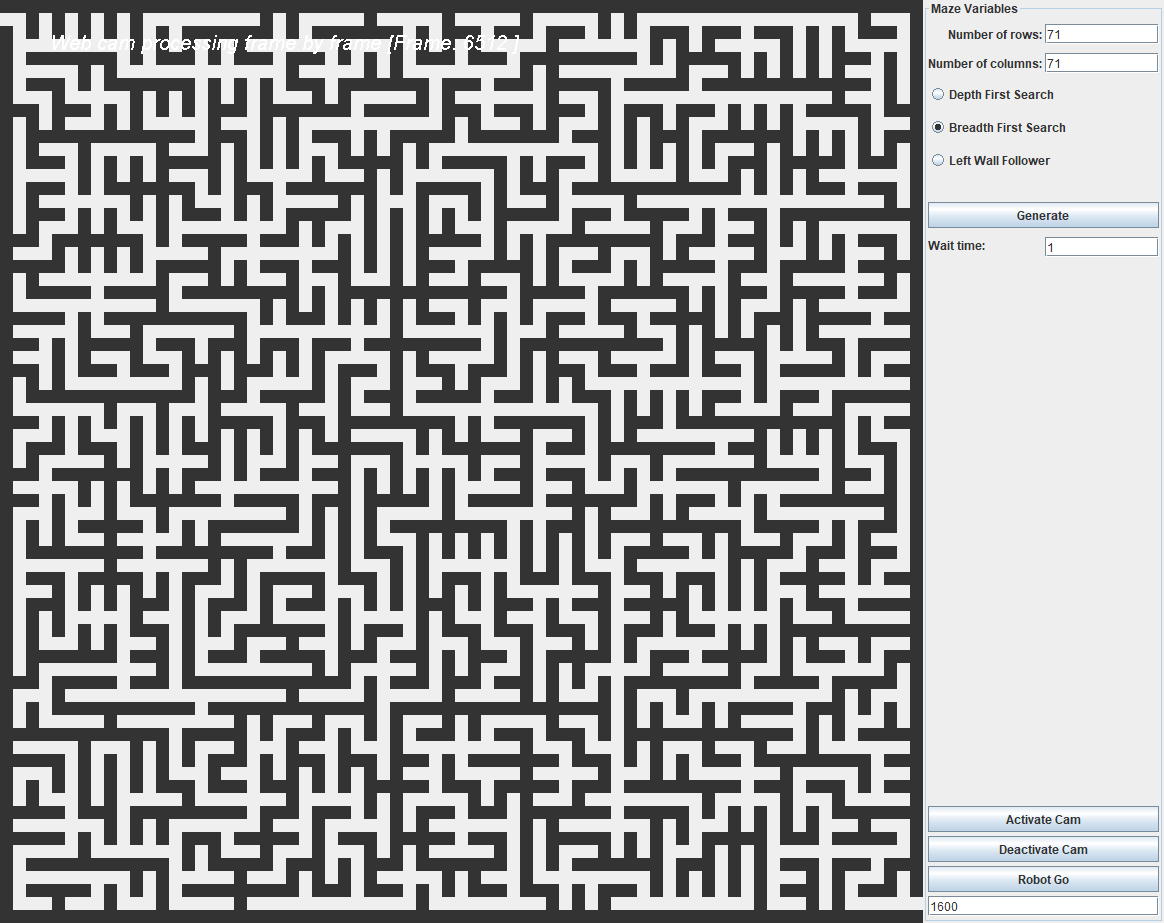 Web cam processing frame by frame [Frame: 6512 ]
Maze Variables
Number of rows: 71
Number of columns: 71
Depth First Search
Breadth First Search
Left Wall Follower
Generate
Wait time: 1
Activate Cam
Deactivate Cam
Robot Go
1600